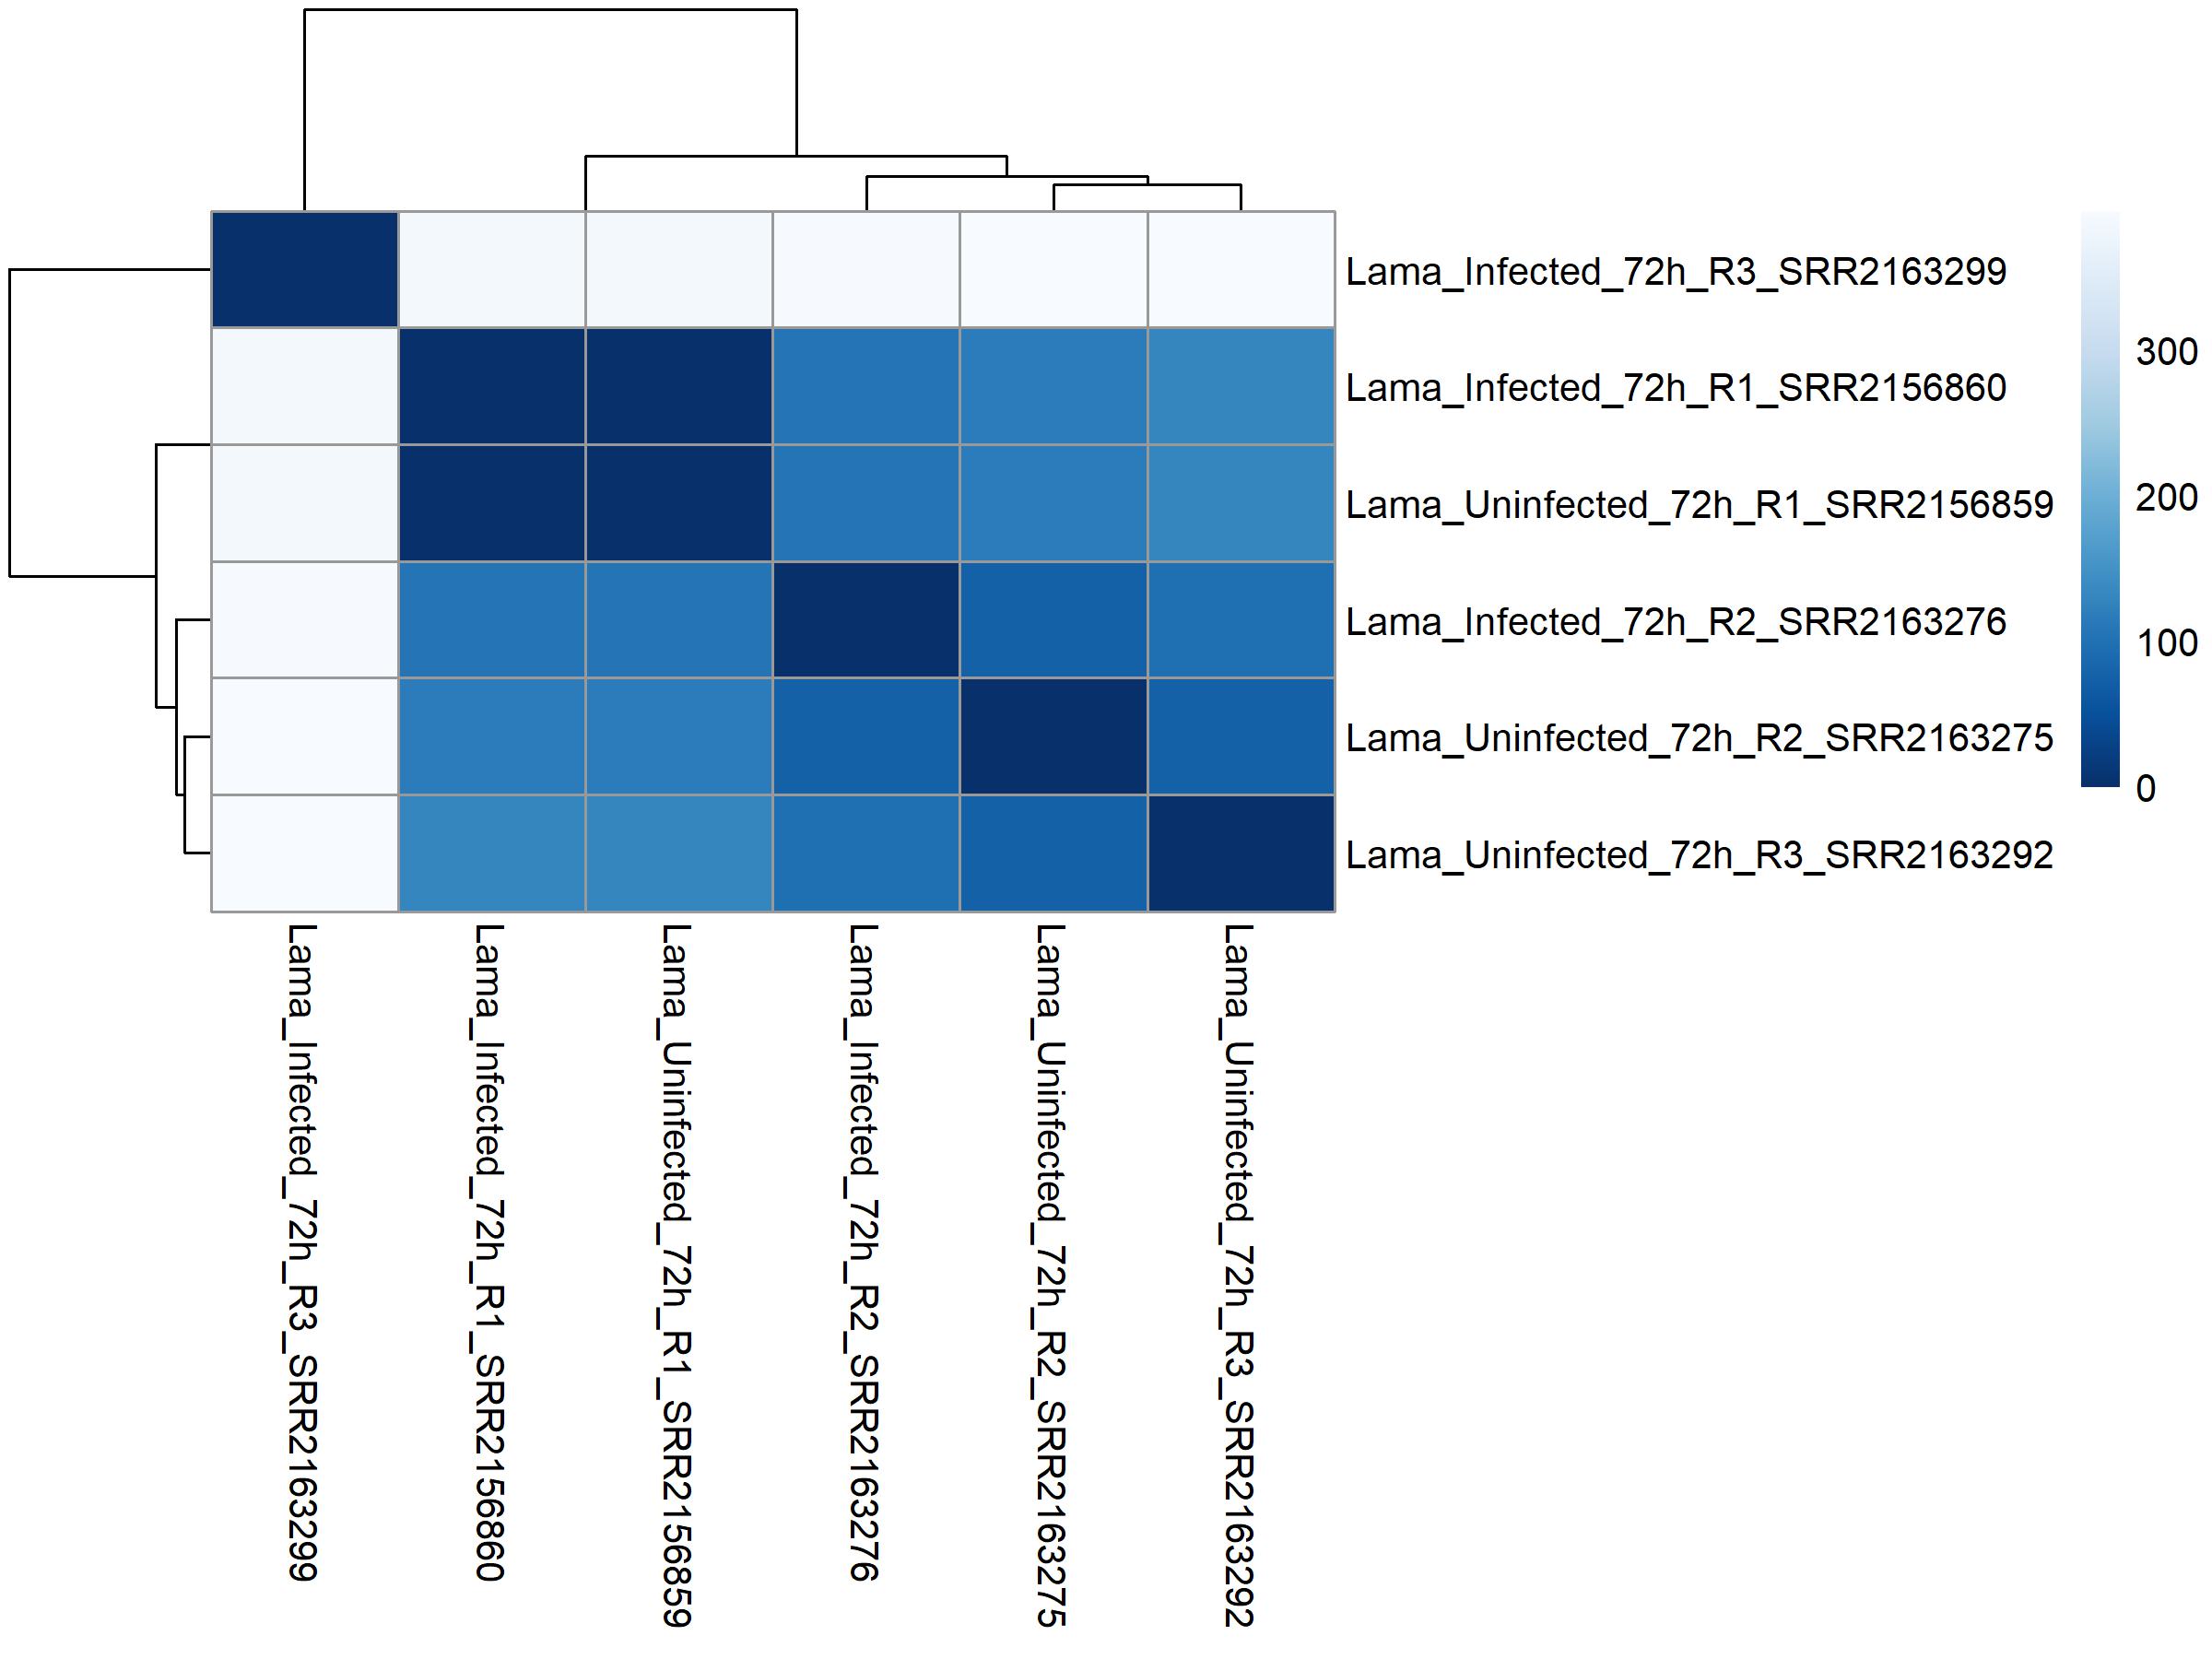 Lama_Infected_72h_R3_SRR2163299
Lama_Infected_72h_R1_SRR2156860
Lama_Uninfected_72h_R1_SRR2156859
Lama_Infected_72h_R2_SRR2163276
Lama_Uninfected_72h_R2_SRR2163275
Lama_Uninfected_72h_R3_SRR2163292
300
200
100
0
Lama_Infected_72h_R3_SRR2163299
Lama_Infected_72h_R1_SRR2156860
Lama_Uninfected_72h_R1_SRR2156859
Lama_Infected_72h_R2_SRR2163276
Lama_Uninfected_72h_R2_SRR2163275
Lama_Uninfected_72h_R3_SRR2163292